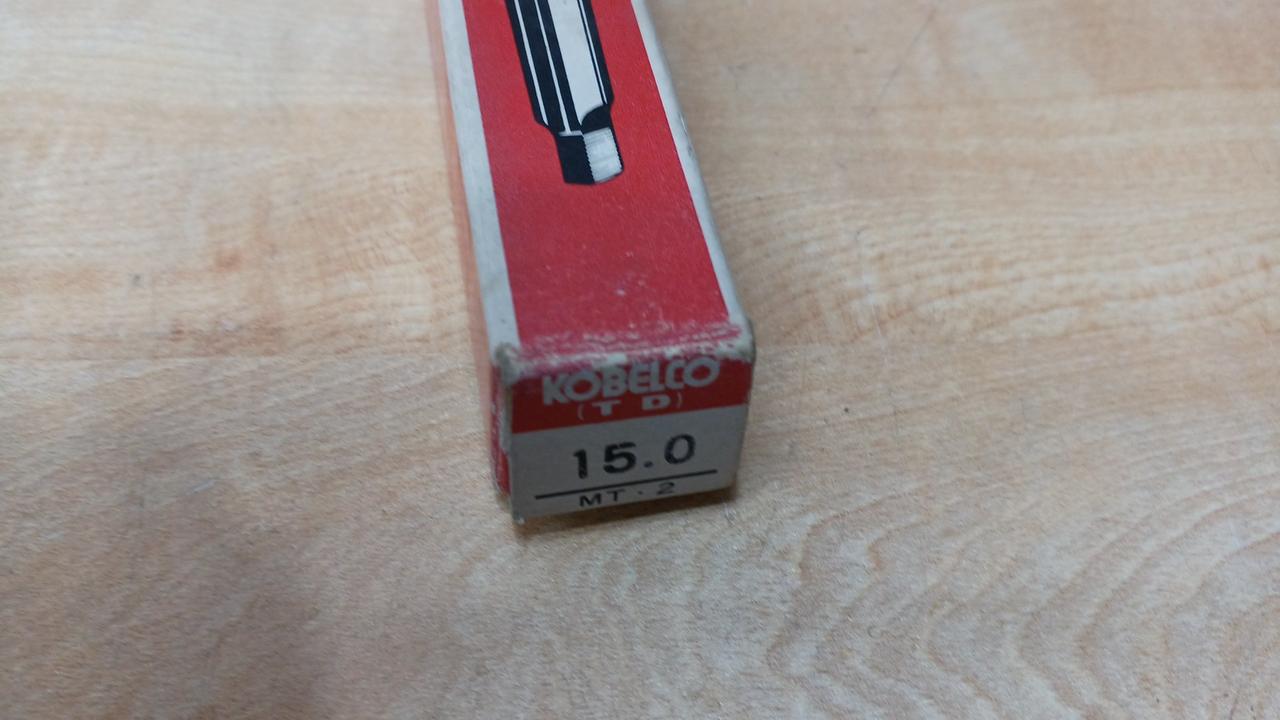 KOBELCO
(T D)
15.0
MT・2